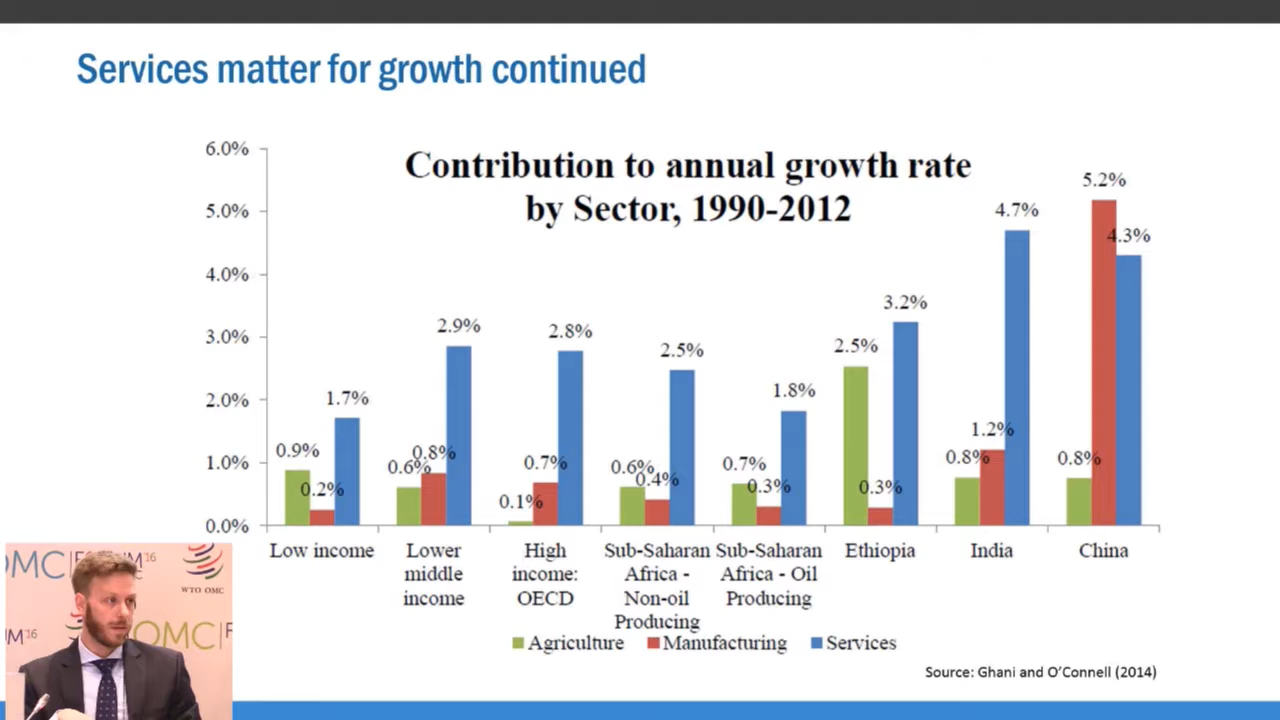 Services matter for growth continued
Contribution to annual growth rate
by Sector, 1990-2012
6.0%
5.0%
4.0%
3.0%
2.0%
1.0%
0.0%
0.9%
0.2%
1.7%
0.6%
0.8%
2.9%
0.1%
0.7%
2.8%
0.6%
0.4%
2.5%
0.7%
0.3%
1.8%
2.5%
0.3%
3.2%
0.8%
1.2%
4.7%
0.8%
5.2%
4.3%
Low income
Lower
middle
income
High
income:
OECD
Sub-Saharan
Africa -
Non-oil
Producing
Sub-Saharan
Africa - Oil
Producing
Ethiopia
India
China
Agriculture
Manufacturing
Services
Source: Ghani and O'Connell (2014)
OMC
WTO OMC
OMC